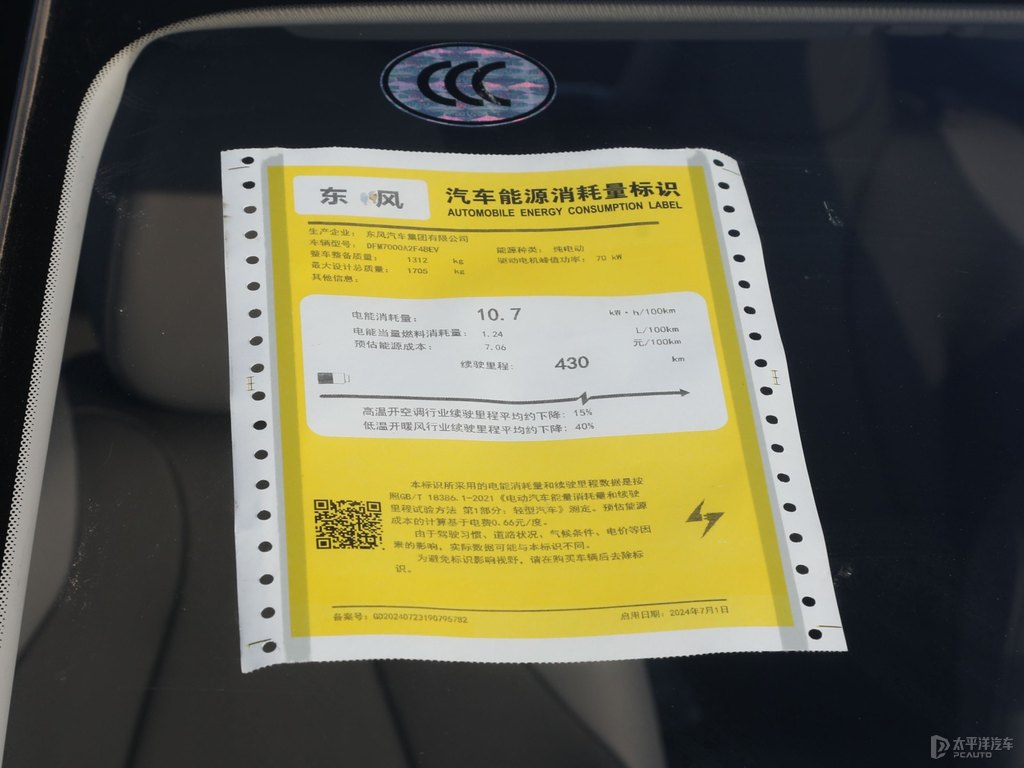 CCC
东 风
汽车能源消耗量标识
AUTOMOBILE ENERGY CONSUMPTION LABEL
生产企业： 东风汽车集团有限公司
车辆型号： DFM7000A2F4BEV 能源种类： 纯电动
整车整备质量： 1312 kg 驱动电机峰值功率： 70 kW
最大设计总质量： 1705 kg
其他信息：
电能消耗量： 10.7 kW·h/100km
电能当量燃料消耗量： 1.24 L/100km
预估能源成本： 7.06 元/100km
续驶里程： 430 km
高温开空调行业续驶里程平均约下降： 15%
低温开暖风行业续驶里程平均约下降： 40%
本标识所采用的电能消耗量和续驶里程数据是按
照GB/T 18386.1-2021《电动汽车能量消耗量和续驶
里程试验方法 第1部分：轻型汽车》测定。预估能源
成本的计算基于电费0.66元/度。
由于驾驶习惯、道路状况、气候条件、电价等因
素的影响，实际数据可能与本标识不同。
为避免标识影响视野，请在购买车辆后去除标
识。
备案号：GD20240723190795782 启用日期：2024年7月1日
太平洋汽车
PCAUTO